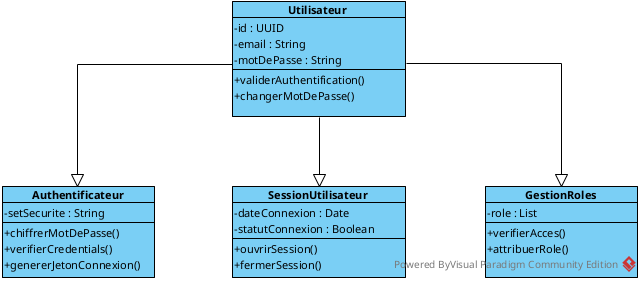 Utilisateur
-id : UUID
-email : String
-motDePasse : String
+validerAuthentification()
+changerMotDePasse()
Authentificateur
-setSecurite : String
+chiffrerMotDePasse()
+verifierCredentials()
+genererJetonConnexion()
SessionUtilisateur
-dateConnexion : Date
-statutConnexion : Boolean
+ouvrirSession()
+fermerSession()
GestionRoles
-role : List
+verifierAcces()
+attribuerRole()
Powered ByVisual Paradigm Community Edition